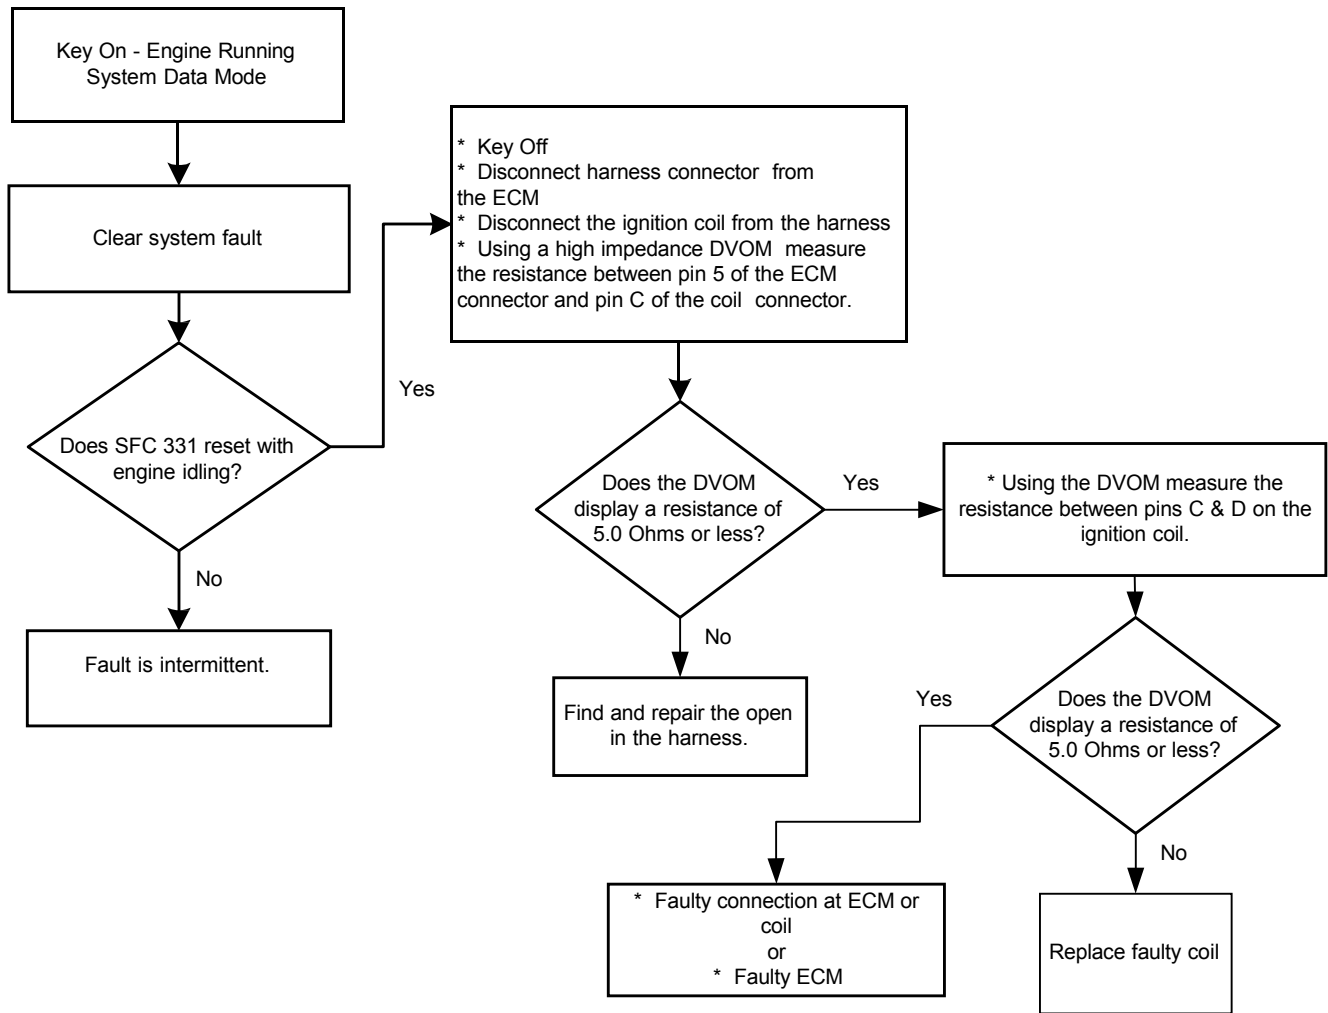 Key On - Engine Running
System Data Mode
Clear system fault
Does SFC 331 reset with
engine idling?
Yes
No
Fault is intermittent.
* Key Off
* Disconnect harness connector from
the ECM
* Disconnect the ignition coil from the harness
* Using a high impedance DVOM measure
the resistance between pin 5 of the ECM
connector and pin C of the coil connector.
Does the DVOM
display a resistance of
5.0 Ohms or less?
Yes
No
Find and repair the open
in the harness.
* Using the DVOM measure the
resistance between pins C & D on the
ignition coil.
Does the DVOM
display a resistance of
5.0 Ohms or less?
Yes
No
* Faulty connection at ECM or
coil
or
* Faulty ECM
Replace faulty coil